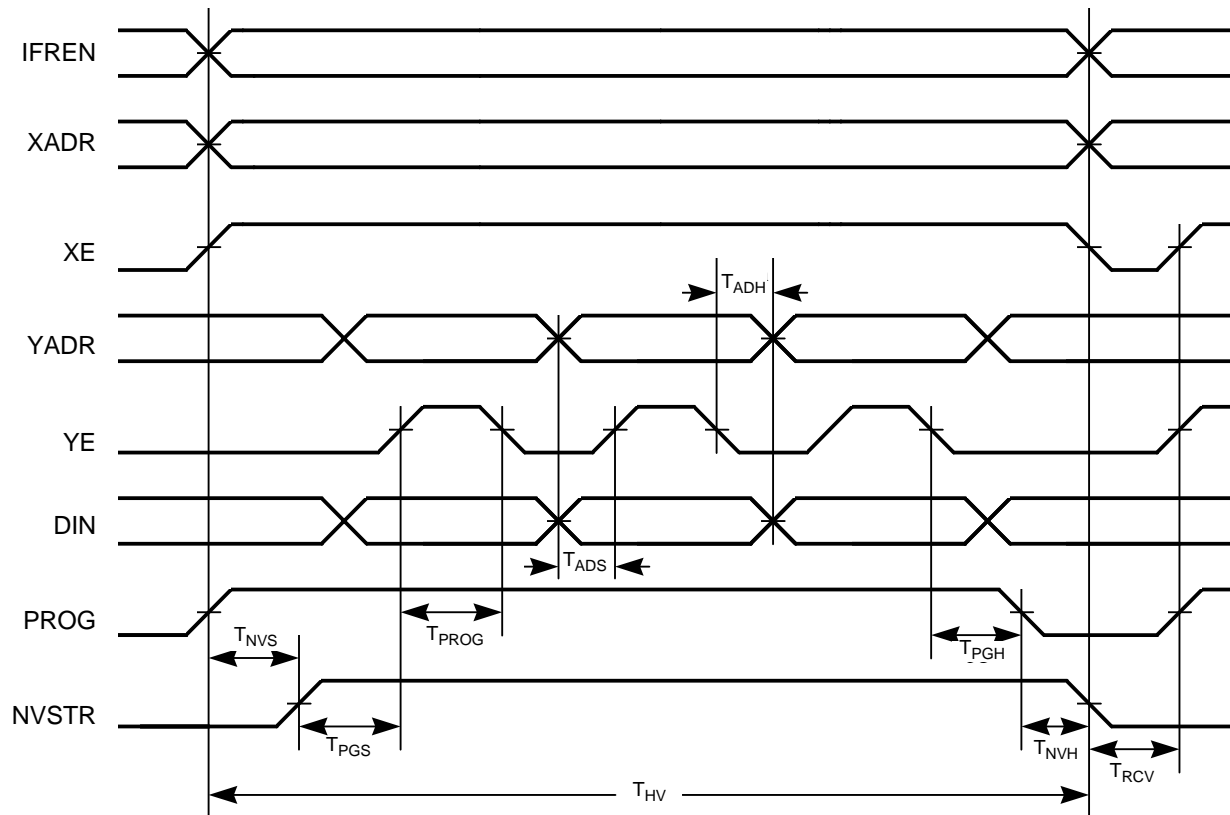 IFREN
XADR
XE
TADH
YADR
YE
DIN
TADS
PROG
TNVS
TPROG
TPGH
NVSTR
TPGS
TNVH
TRCV
THV